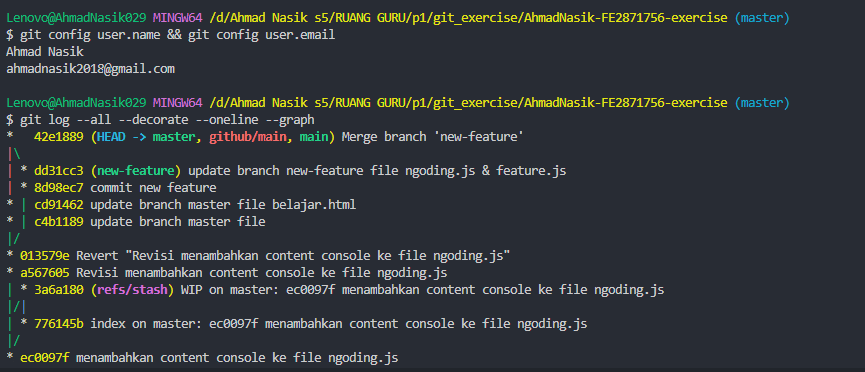 Lenovo@AhmadNasik029 MINGW64 /d/Ahmad Nasik s5/RUANG GURU/p1/git_exercise/AhmadNasik-FE2871756-exercise (master)
$ git config user.name && git config user.email
Ahmad Nasik
ahmadnasik2018@gmail.com
Lenovo@AhmadNasik029 MINGW64 /d/Ahmad Nasik s5/RUANG GURU/p1/git_exercise/AhmadNasik-FE2871756-exercise (master)
$ git log --all --decorate --oneline --graph
*   42e1889 (HEAD -> master, github/main, main) Merge branch 'new-feature'
|\
| * dd31cc3 (new-feature) update branch new-feature file ngoding.js & feature.js
| * 8d98ec7 commit new feature
* | cd91462 update branch master file belajar.html
* | c4b1189 update branch master file
|/
* 013579e Revert "Revisi menambahkan content console ke file ngoding.js"
* a567605 Revisi menambahkan content console ke file ngoding.js
| * 3a6a180 (refs/stash) WIP on master: ec0097f menambahkan content console ke file ngoding.js
|/|
| * 776145b index on master: ec0097f menambahkan content console ke file ngoding.js
|/
* ec0097f menambahkan content console ke file ngoding.js